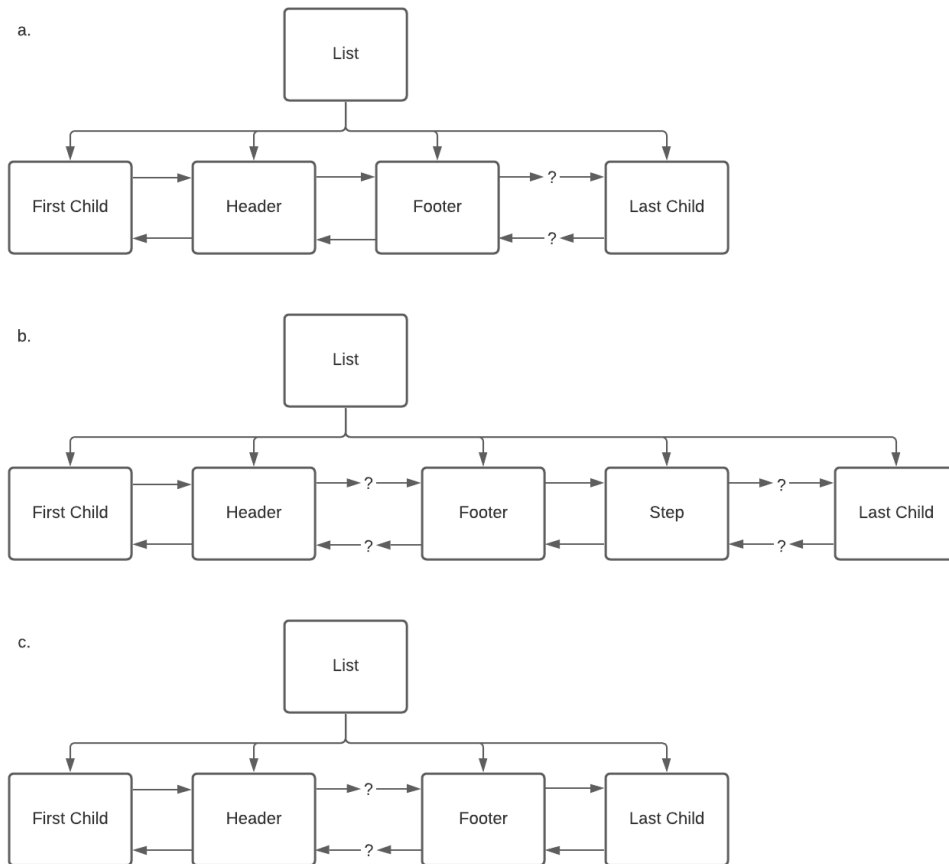 a.
List
First Child
Header
Footer
?
Last Child
?
b.
List
First Child
Header
?
Footer
Step
?
Last Child
?
?
c.
List
First Child
Header
?
Footer
Last Child
?